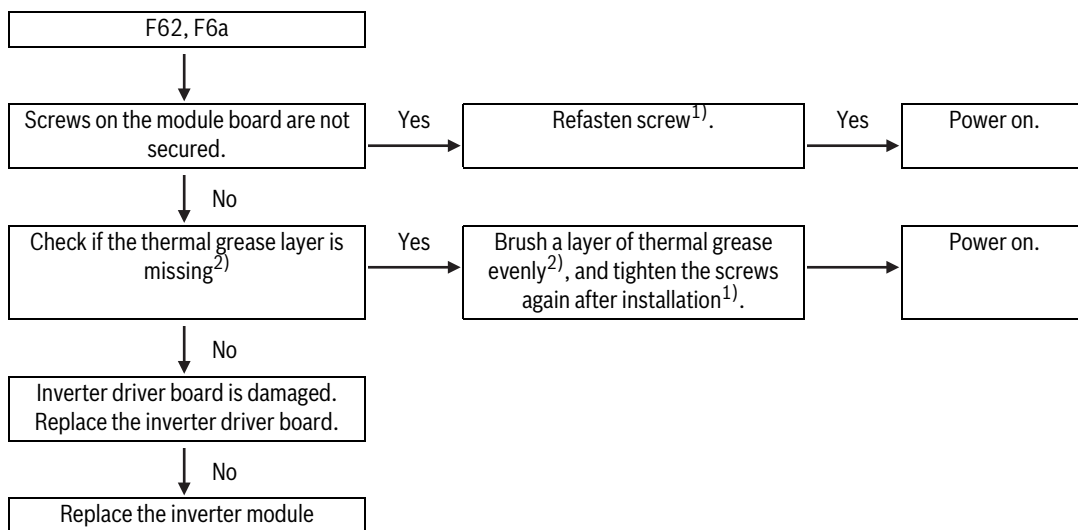 F62, F6a
Screws on the module board are not
secured.
Yes
Refasten screw1).
Yes
Power on.
No
Check if the thermal grease layer is
missing2)
Yes
Brush a layer of thermal grease
evenly2), and tighten the screws
again after installation1).
Power on.
No
Inverter driver board is damaged.
Replace the inverter driver board.
No
Replace the inverter module